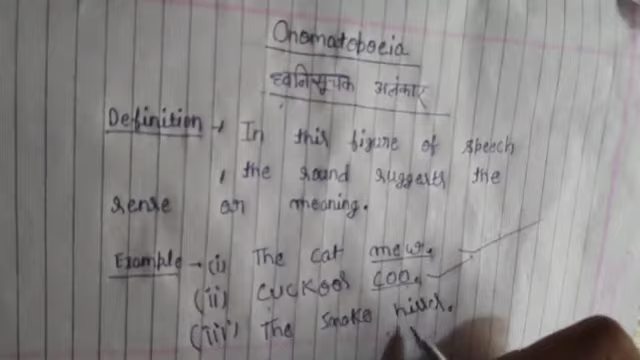 Onomatopoeia
ध्वनिसूचक अलंकार
Definition → In this figure of speech
, the sound suggests the
sense or meaning.
Example → (i) The cat mews.
(ii) Cuckoos coo.
(iii) The snake hisses.